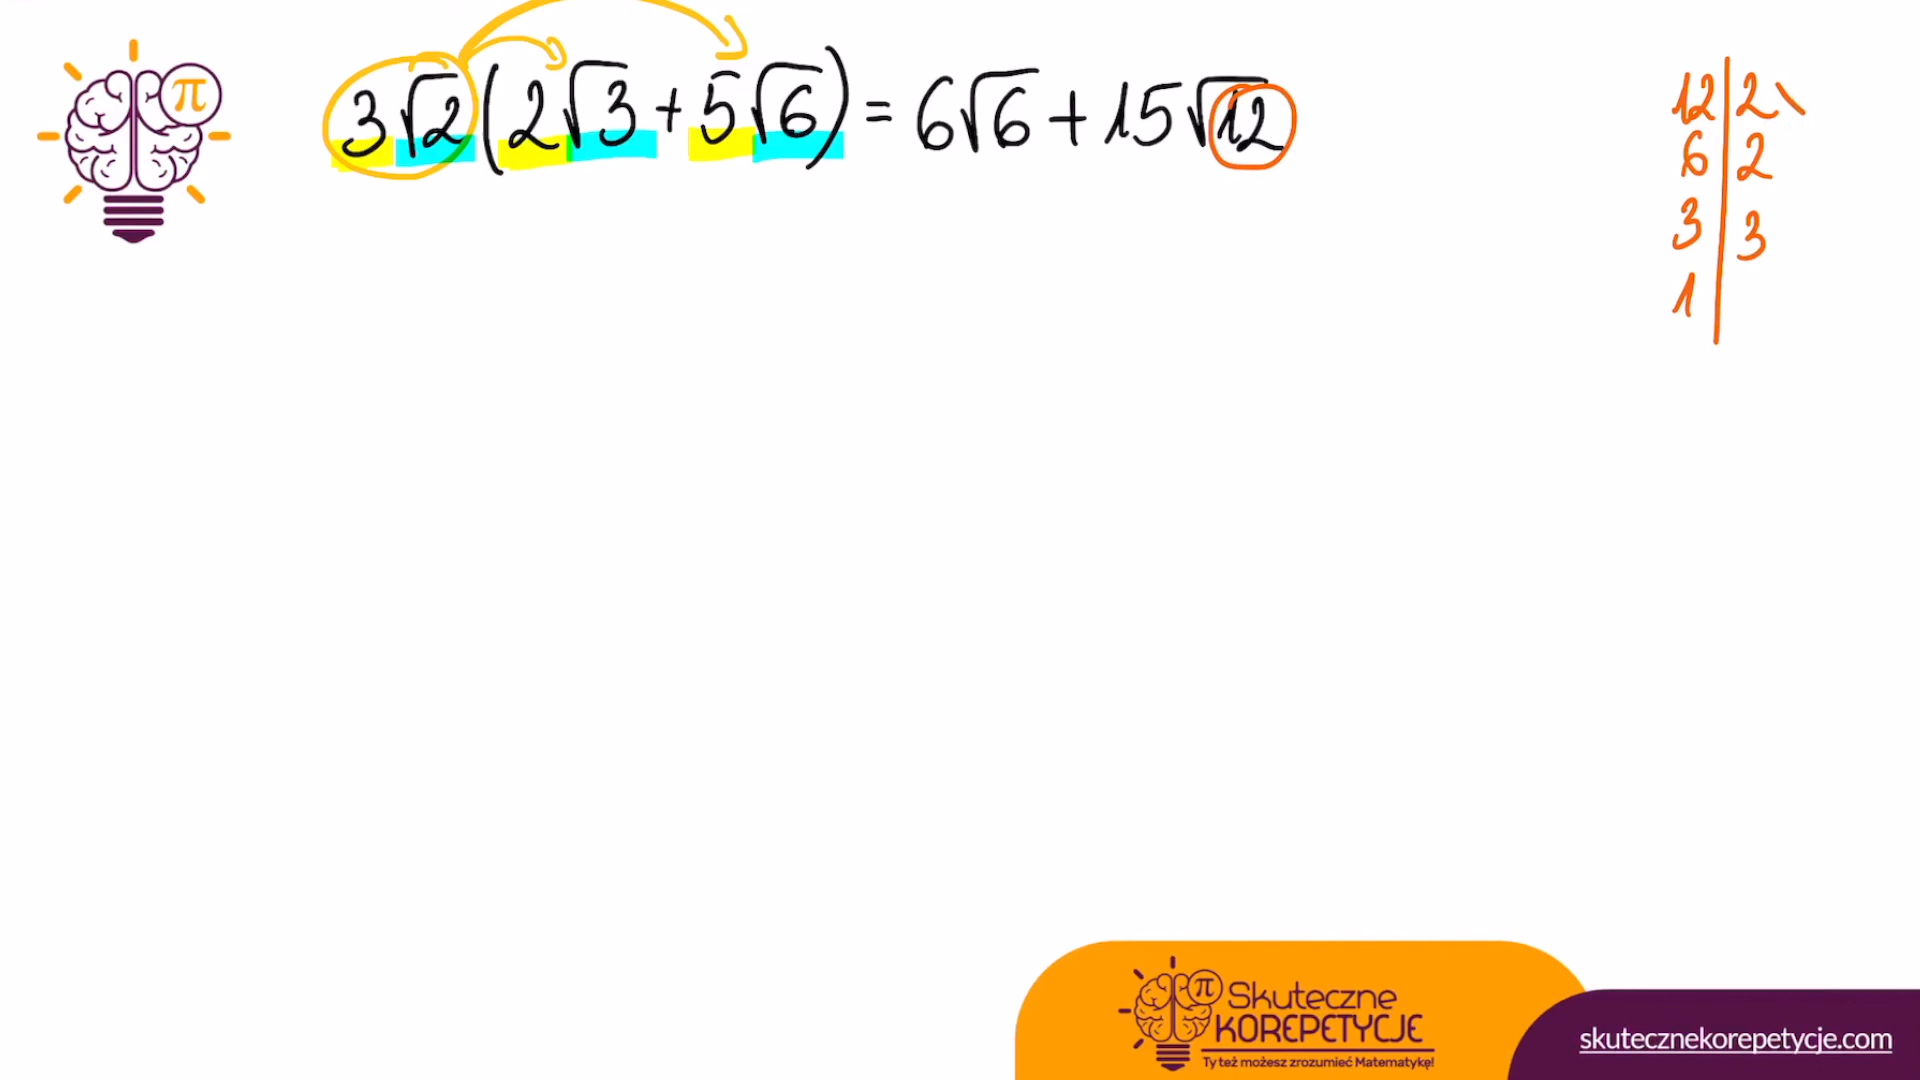 3√2(2√3+5√6) = 6√6+15√12
12|2
6|2
3|3
1|
π
π
Skuteczne
KOREPETYCJE
Ty też możesz zrozumieć Matematykę!
skutecznekorepetycje.com